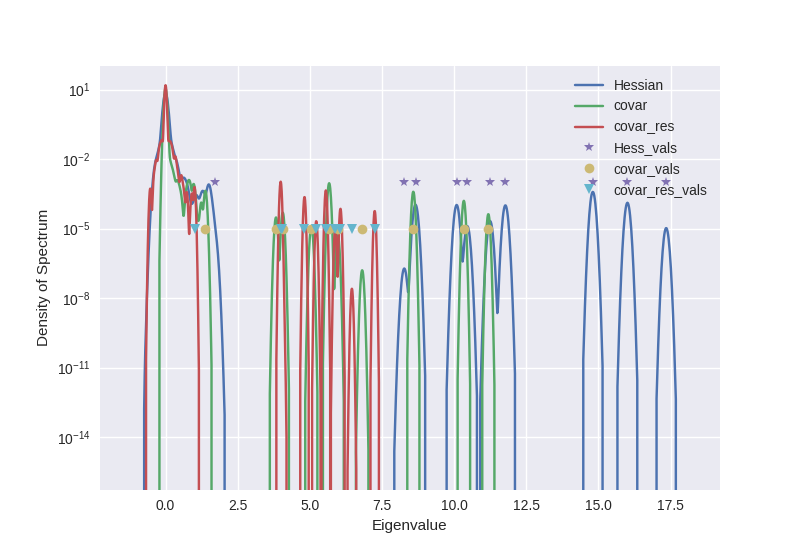 Hessian
covar
covar_res
Hess_vals
covar_vals
covar_res_vals
10^1
10^−2
10^−5
10^−8
10^−11
10^−14
Density of Spectrum
0.0 2.5 5.0 7.5 10.0 12.5 15.0 17.5
Eigenvalue